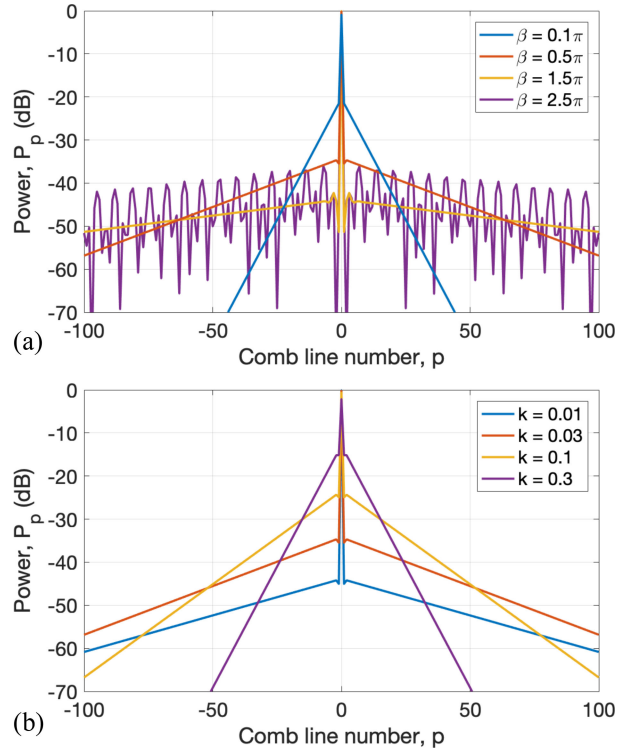 0
-10
-20
-30
-40
-50
-60
-70
Power, P_p (dB)
β = 0.1π
β = 0.5π
β = 1.5π
β = 2.5π
-100 -50 0 50 100
Comb line number, p
(a)
0
-10
-20
-30
-40
-50
-60
-70
Power, P_p (dB)
k = 0.01
k = 0.03
k = 0.1
k = 0.3
-100 -50 0 50 100
Comb line number, p
(b)